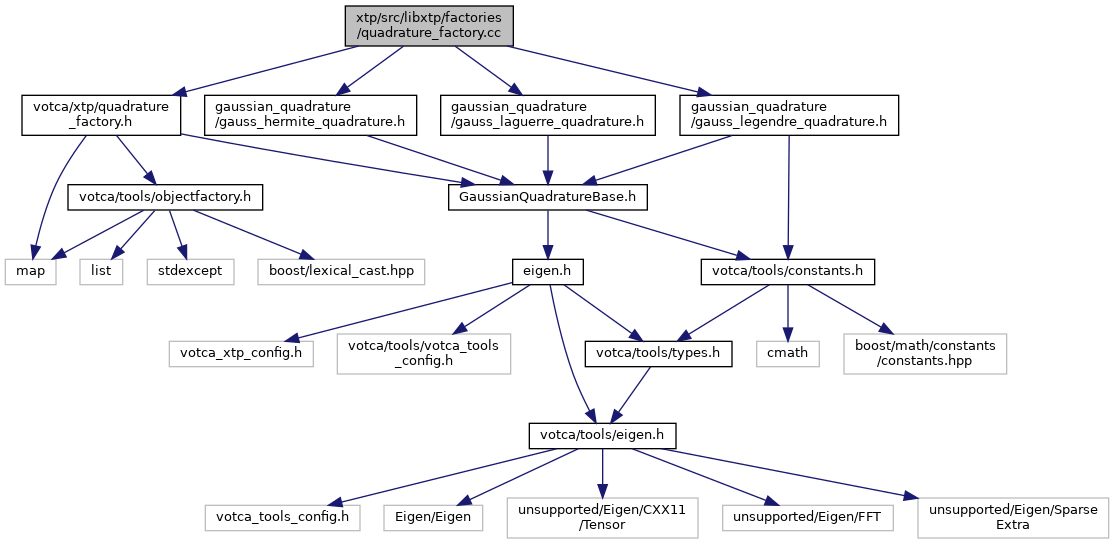 xtp/src/libxtp/factories
/quadrature_factory.cc
votca/xtp/quadrature
_factory.h
gaussian_quadrature
/gauss_hermite_quadrature.h
gaussian_quadrature
/gauss_laguerre_quadrature.h
gaussian_quadrature
/gauss_legendre_quadrature.h
votca/tools/objectfactory.h
GaussianQuadratureBase.h
map
list
stdexcept
boost/lexical_cast.hpp
eigen.h
votca/tools/constants.h
votca_xtp_config.h
votca/tools/votca_tools
_config.h
votca/tools/types.h
cmath
boost/math/constants
/constants.hpp
votca/tools/eigen.h
votca_tools_config.h
Eigen/Eigen
unsupported/Eigen/CXX11
/Tensor
unsupported/Eigen/FFT
unsupported/Eigen/Sparse
Extra